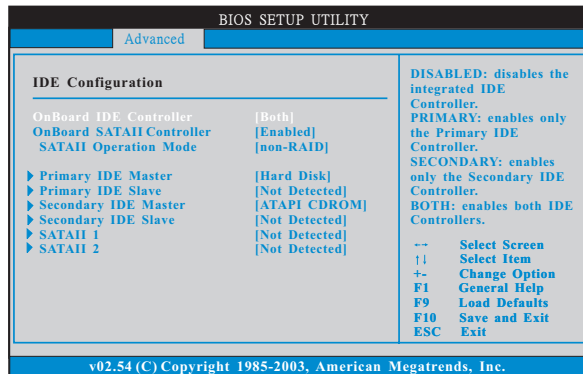 BIOS SETUP UTILITY
Advanced
IDE Configuration
OnBoard IDE Controller [Both]
OnBoard SATAII Controller [Enabled]
SATAII Operation Mode [non-RAID]
Primary IDE Master [Hard Disk]
Primary IDE Slave [Not Detected]
Secondary IDE Master [ATAPI CDROM]
Secondary IDE Slave [Not Detected]
SATAII 1 [Not Detected]
SATAII 2 [Not Detected]
DISABLED: disables the
integrated IDE
Controller.
PRIMARY: enables only
the Primary IDE
Controller.
SECONDARY: enables
only the Secondary IDE
Controller.
BOTH: enables both IDE
Controllers.
←→ Select Screen
↑↓ Select Item
+- Change Option
F1 General Help
F9 Load Defaults
F10 Save and Exit
ESC Exit
v02.54 (C) Copyright 1985-2003, American Megatrends, Inc.